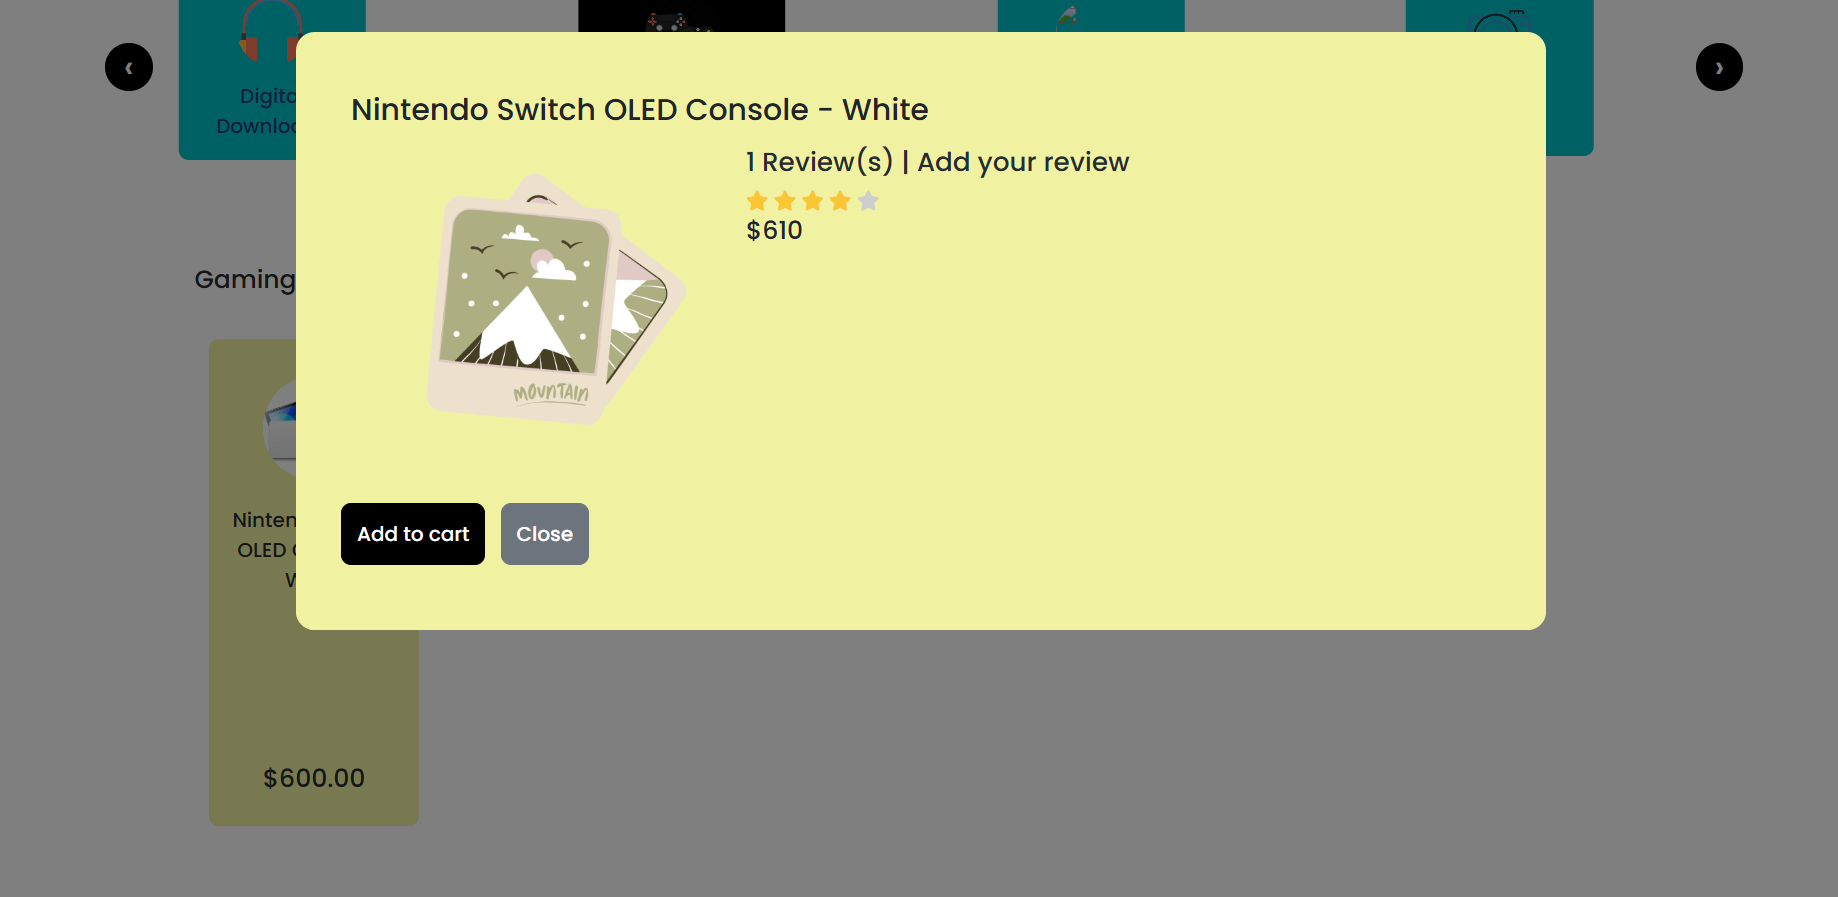 ‹
›
Digita
Downloa
Nintendo Switch OLED Console - White
1 Review(s) | Add your review
$610
MOUNTAIN
Add to cart
Close
Gaming
Ninten
OLED
$600.00